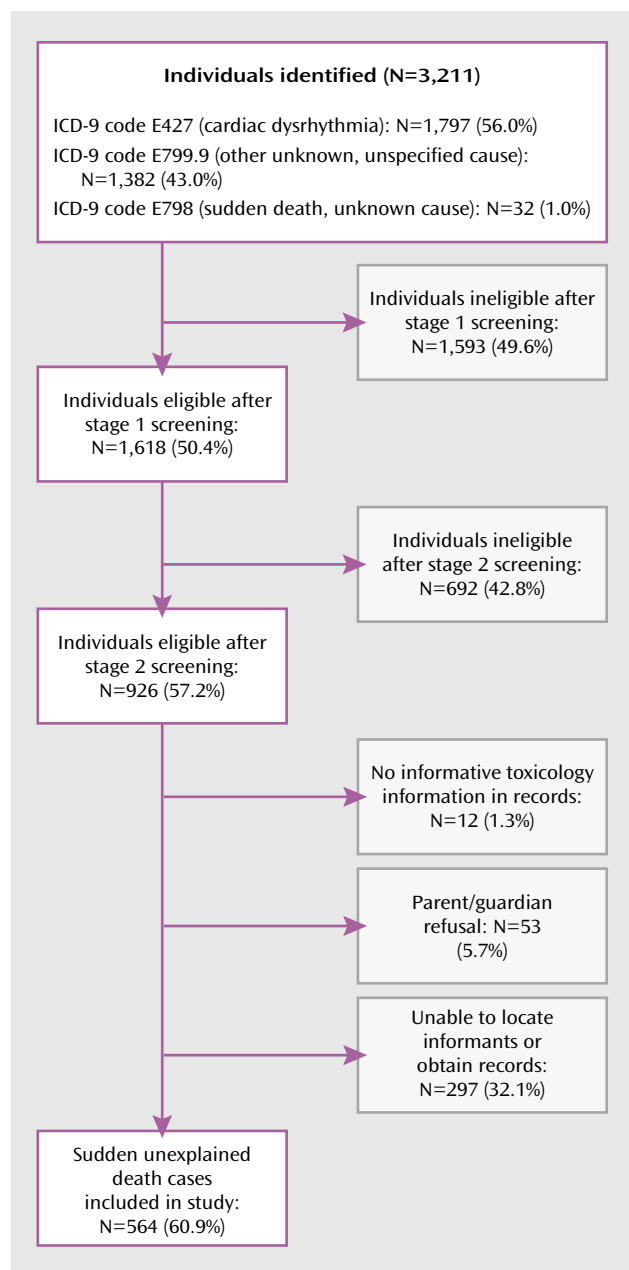 Individuals identified (N=3,211)
ICD-9 code E427 (cardiac dysrhythmia): N=1,797 (56.0%)
ICD-9 code E799.9 (other unknown, unspecified cause):
N=1,382 (43.0%)
ICD-9 code E798 (sudden death, unknown cause): N=32 (1.0%)
Individuals ineligible after
stage 1 screening:
N=1,593 (49.6%)
Individuals eligible after
stage 1 screening:
N=1,618 (50.4%)
Individuals ineligible
after stage 2 screening:
N=692 (42.8%)
Individuals eligible after
stage 2 screening:
N=926 (57.2%)
No informative toxicology
information in records:
N=12 (1.3%)
Parent/guardian
refusal: N=53
(5.7%)
Unable to locate
informants or
obtain records:
N=297 (32.1%)
Sudden unexplained
death cases
included in study:
N=564 (60.9%)